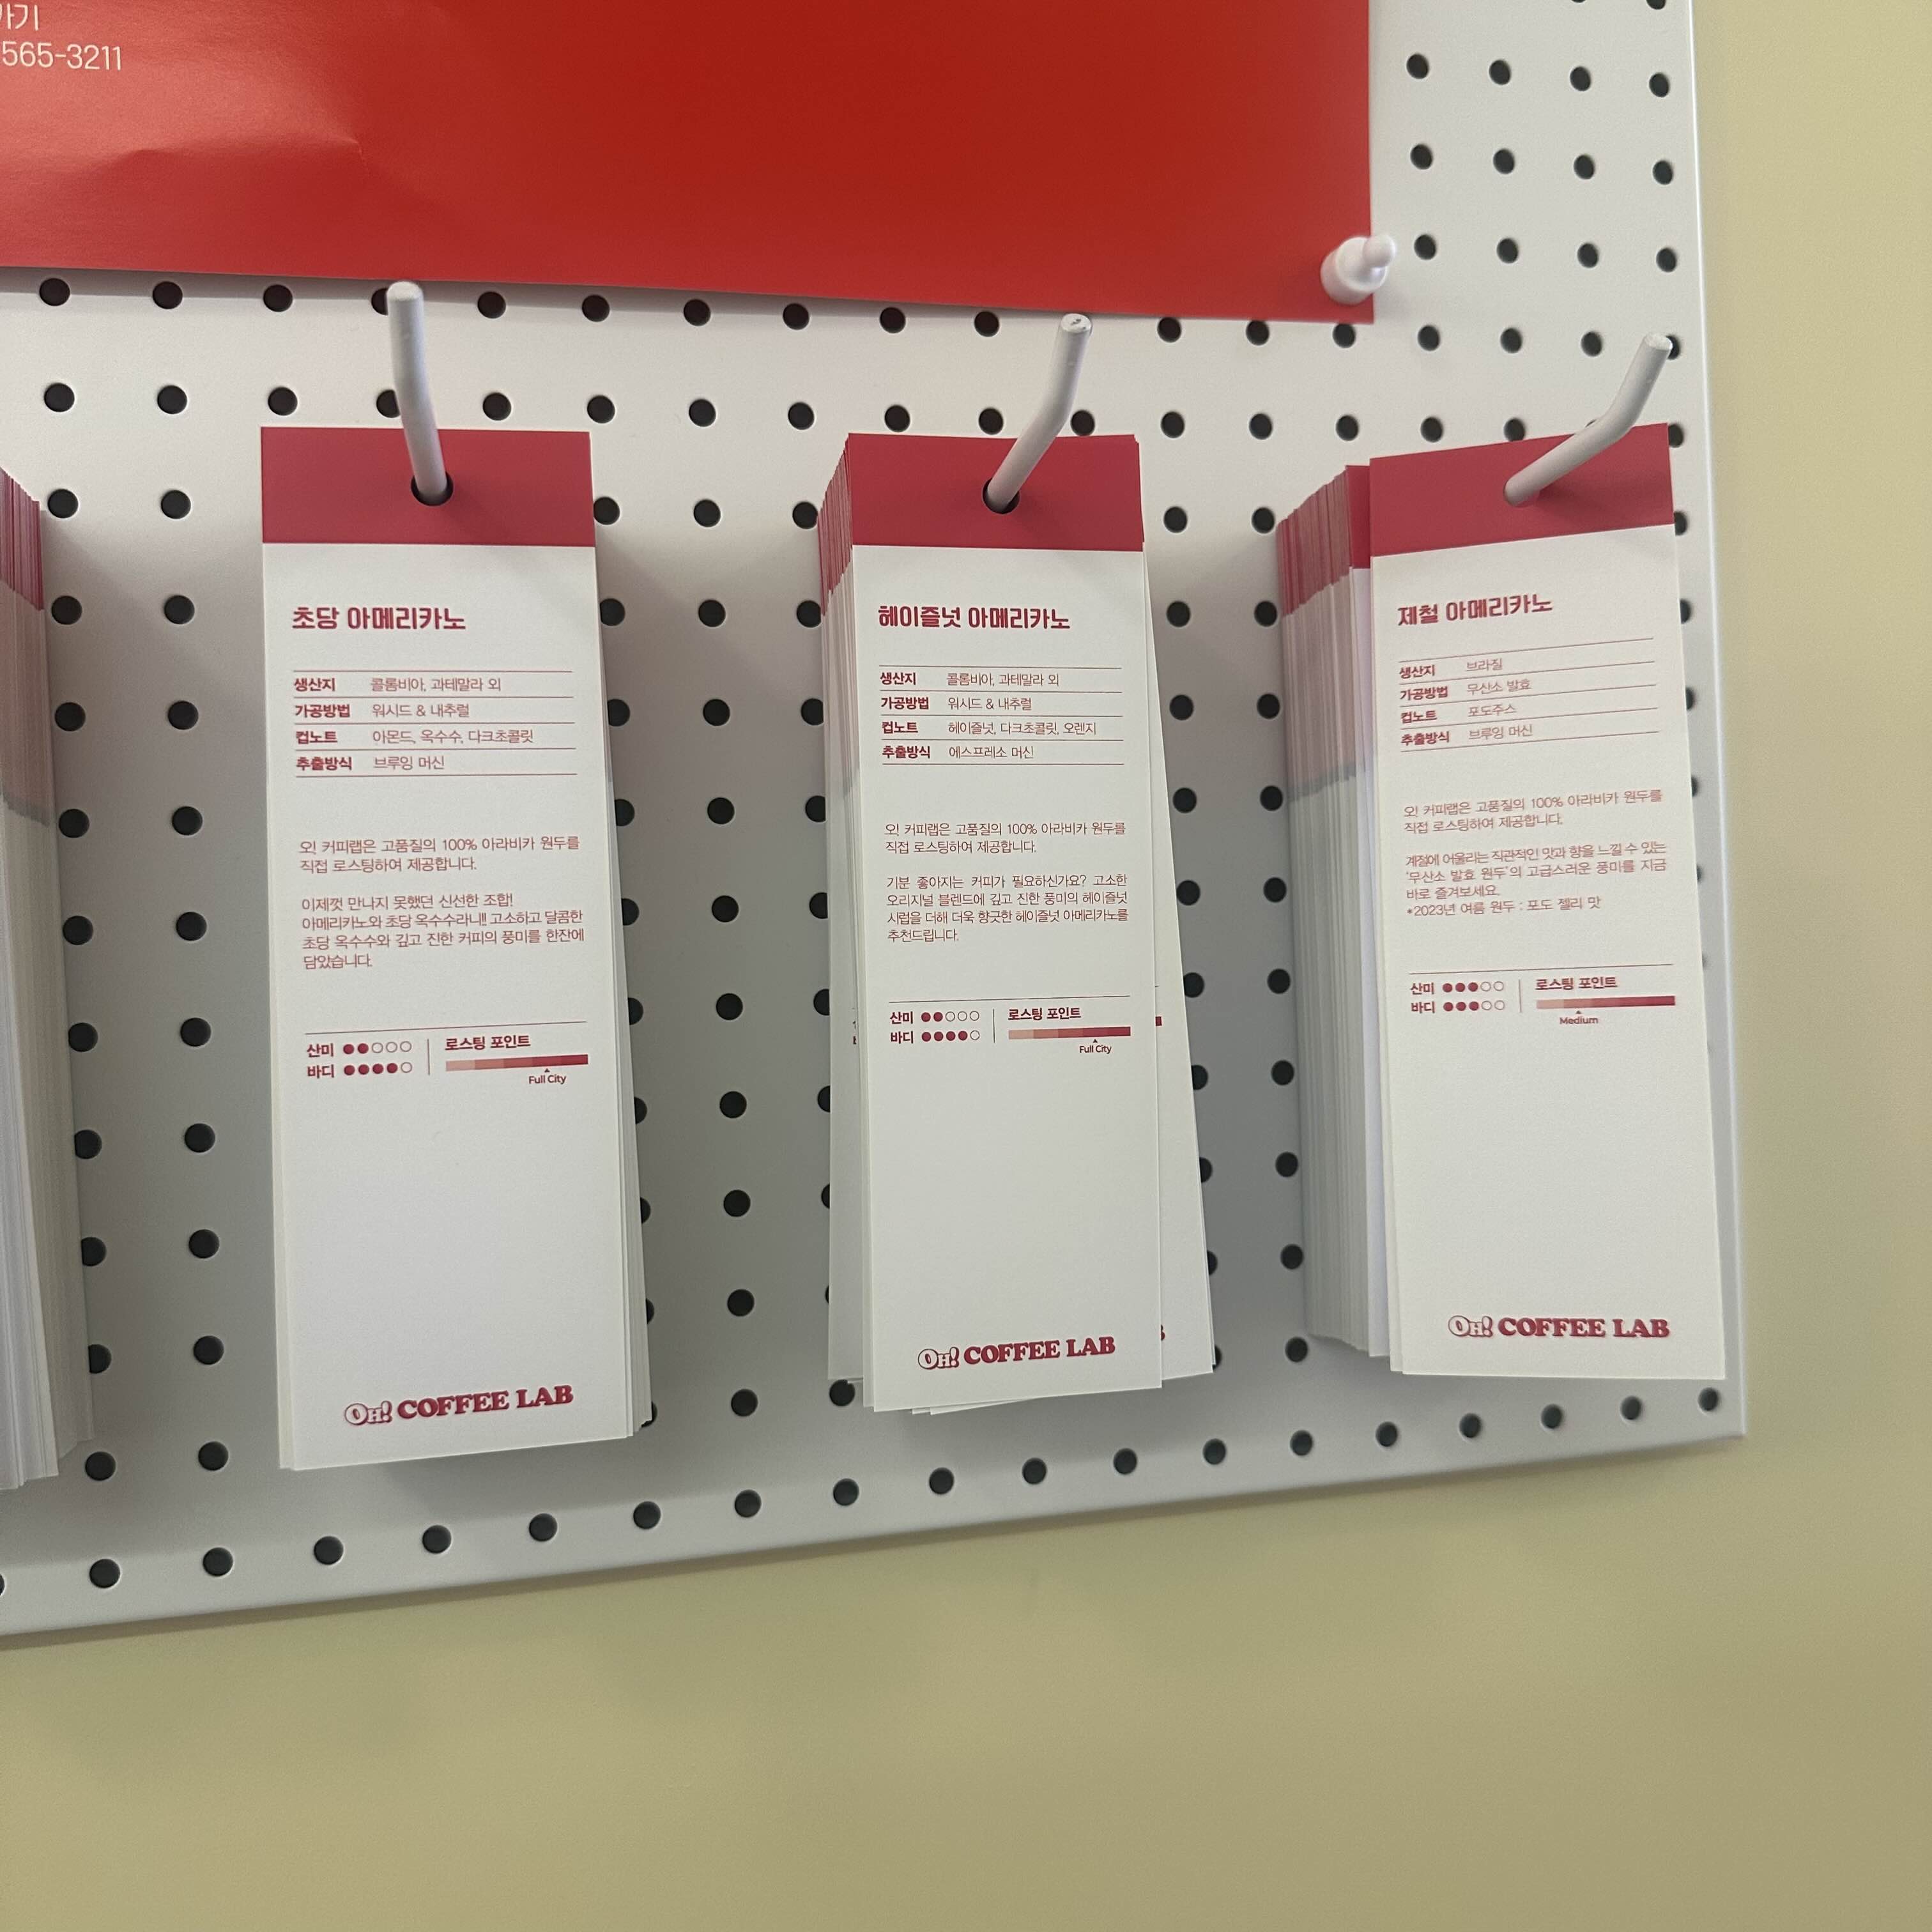 565-3211
초당 아메리카노
생산지 콜롬비아, 과테말라 외
가공방법 워시드 & 내추럴
컵노트 아몬드, 옥수수, 다크초콜릿
추출방식 브루잉 머신
오! 커피랩은 고품질의 100% 아라비카 원두를
직접 로스팅하여 제공합니다.
이제껏 만나지 못했던 신선한 조합!
아메리카노와 초당 옥수수라니!! 고소하고 달콤한
초당 옥수수와 깊고 진한 커피의 풍미를 한잔에
담았습니다.
산미 로스팅 포인트
바디
Full City
OH! COFFEE LAB
헤이즐넛 아메리카노
생산지 콜롬비아, 과테말라 외
가공방법 워시드 & 내추럴
컵노트 헤이즐넛, 다크초콜릿, 오렌지
추출방식 에스프레소 머신
오! 커피랩은 고품질의 100% 아라비카 원두를
직접 로스팅하여 제공합니다.
기분 좋아지는 커피가 필요하신가요? 고소한
오리지널 블렌드에 깊고 진한 풍미의 헤이즐넛
시럽을 더해 더욱 향긋한 헤이즐넛 아메리카노를
추천드립니다.
산미 로스팅 포인트
바디
Full City
OH! COFFEE LAB
제철 아메리카노
생산지 브라질
가공방법 무산소 발효
컵노트 포도주스
추출방식 브루잉 머신
오! 커피랩은 고품질의 100% 아라비카 원두를
직접 로스팅하여 제공합니다.
계절에 어울리는 직관적인 맛과 향을 느낄 수 있는
'무산소 발효 원두'의 고급스러운 풍미를 지금
바로 즐겨보세요.
*2023년 여름 원두 : 포도 젤리 맛
산미 로스팅 포인트
바디
Medium
OH! COFFEE LAB